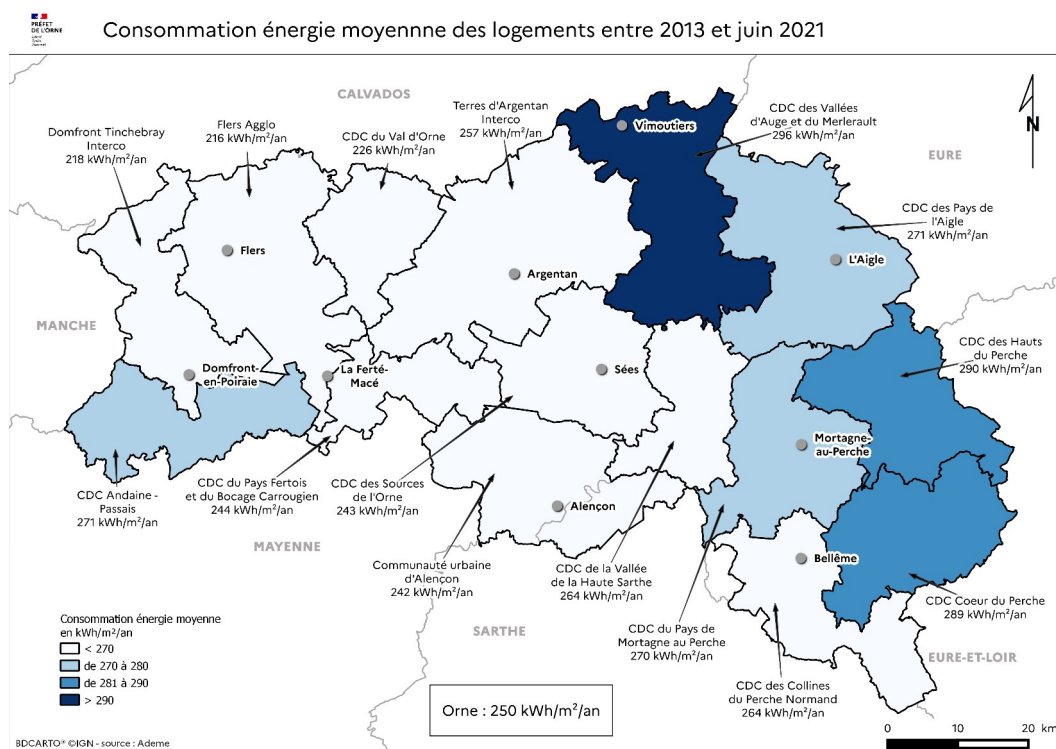 PRÉFET
DE L'ORNE
Liberté
Égalité
Fraternité
Consommation énergie moyennne des logements entre 2013 et juin 2021
CALVADOS
Domfront Tinchebray
Interco
218 kWh/m²/an
Flers Agglo
216 kWh/m²/an
CDC du Val d'Orne
226 kWh/m²/an
Terres d'Argentan
Interco
257 kWh/m²/an
Vimoutiers
CDC des Vallées
d'Auge et du Merlerault
296 kWh/m²/an
N
EURE
CDC des Pays de
l'Aigle
271 kWh/m²/an
Flers
Argentan
L'Aigle
MANCHE
CDC des Hauts
du Perche
290 kWh/m²/an
Domfront-
en-Poiraie
La Ferté-
Macé
Sées
Mortagne-
au-Perche
CDC Andaine -
Passais
271 kWh/m²/an
CDC du Pays Fertois
et du Bocage Carrougien
244 kWh/m²/an
CDC des Sources
de l'Orne
243 kWh/m²/an
Alençon
MAYENNE
Communauté urbaine
d'Alençon
242 kWh/m²/an
CDC de la Vallée
de la Haute Sarthe
264 kWh/m²/an
Bellême
CDC Coeur du Perche
289 kWh/m²/an
SARTHE
CDC du Pays de
Mortagne au Perche
270 kWh/m²/an
EURE-ET-LOIR
CDC des Collines
du Perche Normand
264 kWh/m²/an
Consommation énergie moyenne
en kWh/m²/an
< 270
de 270 à 280
de 281 à 290
> 290
Orne : 250 kWh/m²/an
0 10 20 km
BDCARTO® ©IGN - source : Ademe